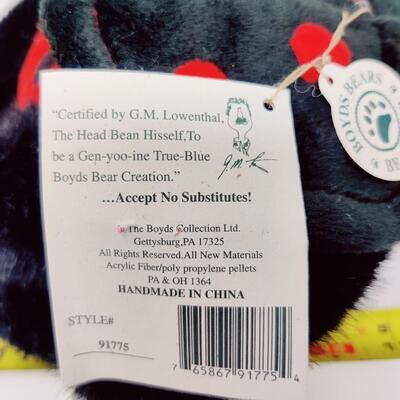 "Certified by G.M. Lowenthal,
The Head Bean Hisself,To
be a Gen-yoo-ine True-Blue
Boyds Bear Creation."
...Accept No Substitutes!
The Boyds Collection Ltd.
Gettysburg,PA 17325
All Rights Reserved.All New Materials
Acrylic Fiber/poly propylene pellets
PA & OH 1364
HANDMADE IN CHINA
STYLE#
91775
7 65867 91775 4
BOYDS BEARS